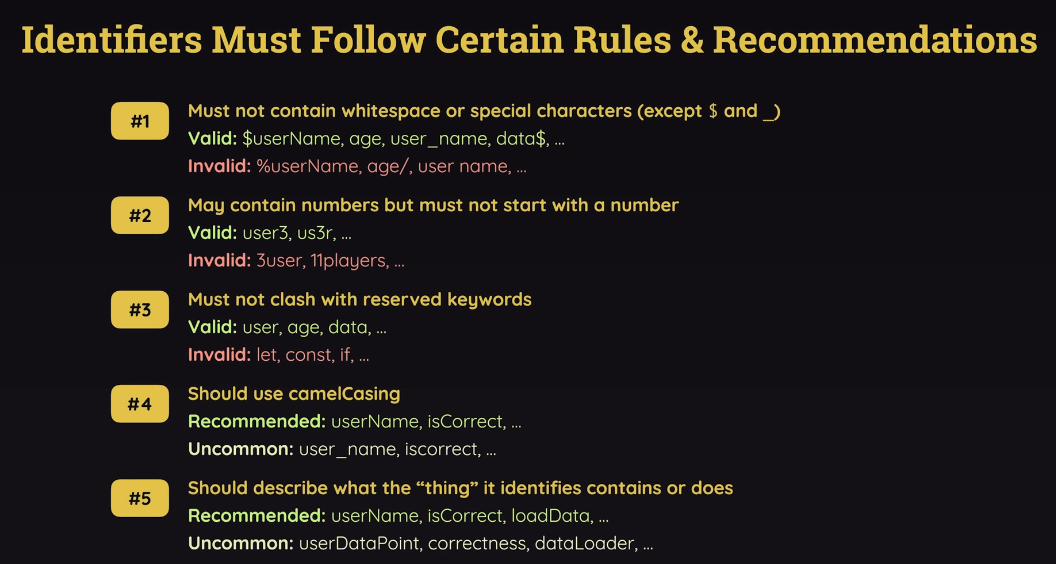 Identifiers Must Follow Certain Rules & Recommendations
#1
Must not contain whitespace or special characters (except $ and _)
Valid: $userName, age, user_name, data$, ...
Invalid: %userName, age/, user name, ...
#2
May contain numbers but must not start with a number
Valid: user3, us3r, ...
Invalid: 3user, 11players, ...
#3
Must not clash with reserved keywords
Valid: user, age, data, ...
Invalid: let, const, if, ...
#4
Should use camelCasing
Recommended: userName, isCorrect, ...
Uncommon: user_name, iscorrect, ...
#5
Should describe what the “thing” it identifies contains or does
Recommended: userName, isCorrect, loadData, ...
Uncommon: userDataPoint, correctness, dataLoader, ...